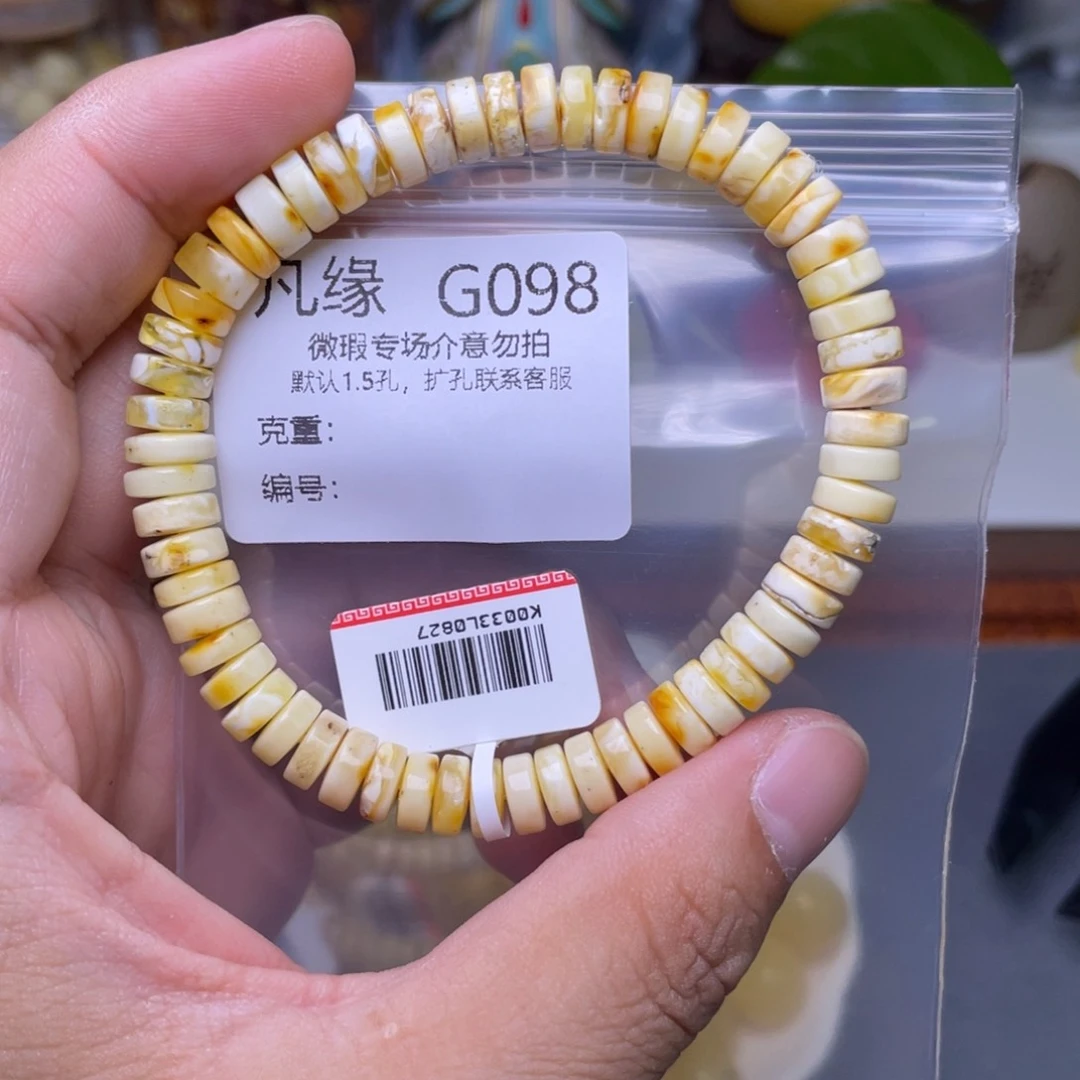 凡缘 G098
微瑕专场介意勿拍
默认1.5孔，扩孔联系客服
克重：
编号：
K0033L0827